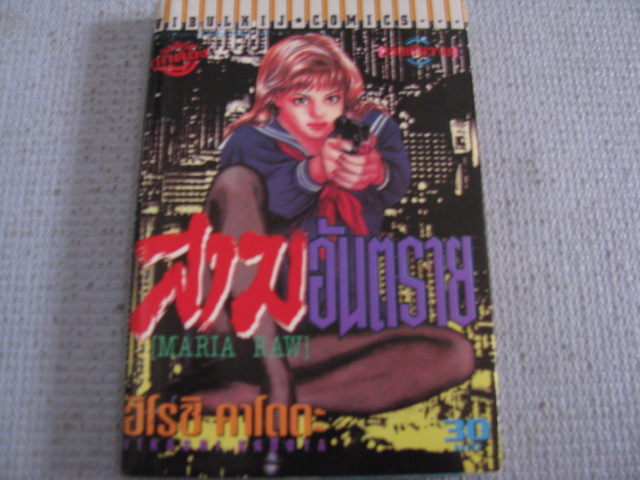 VIBULKIJ COMICS...
สาม อันตราย
[MARIA RAW]
ฮิโรชิ คาโดตะ
30